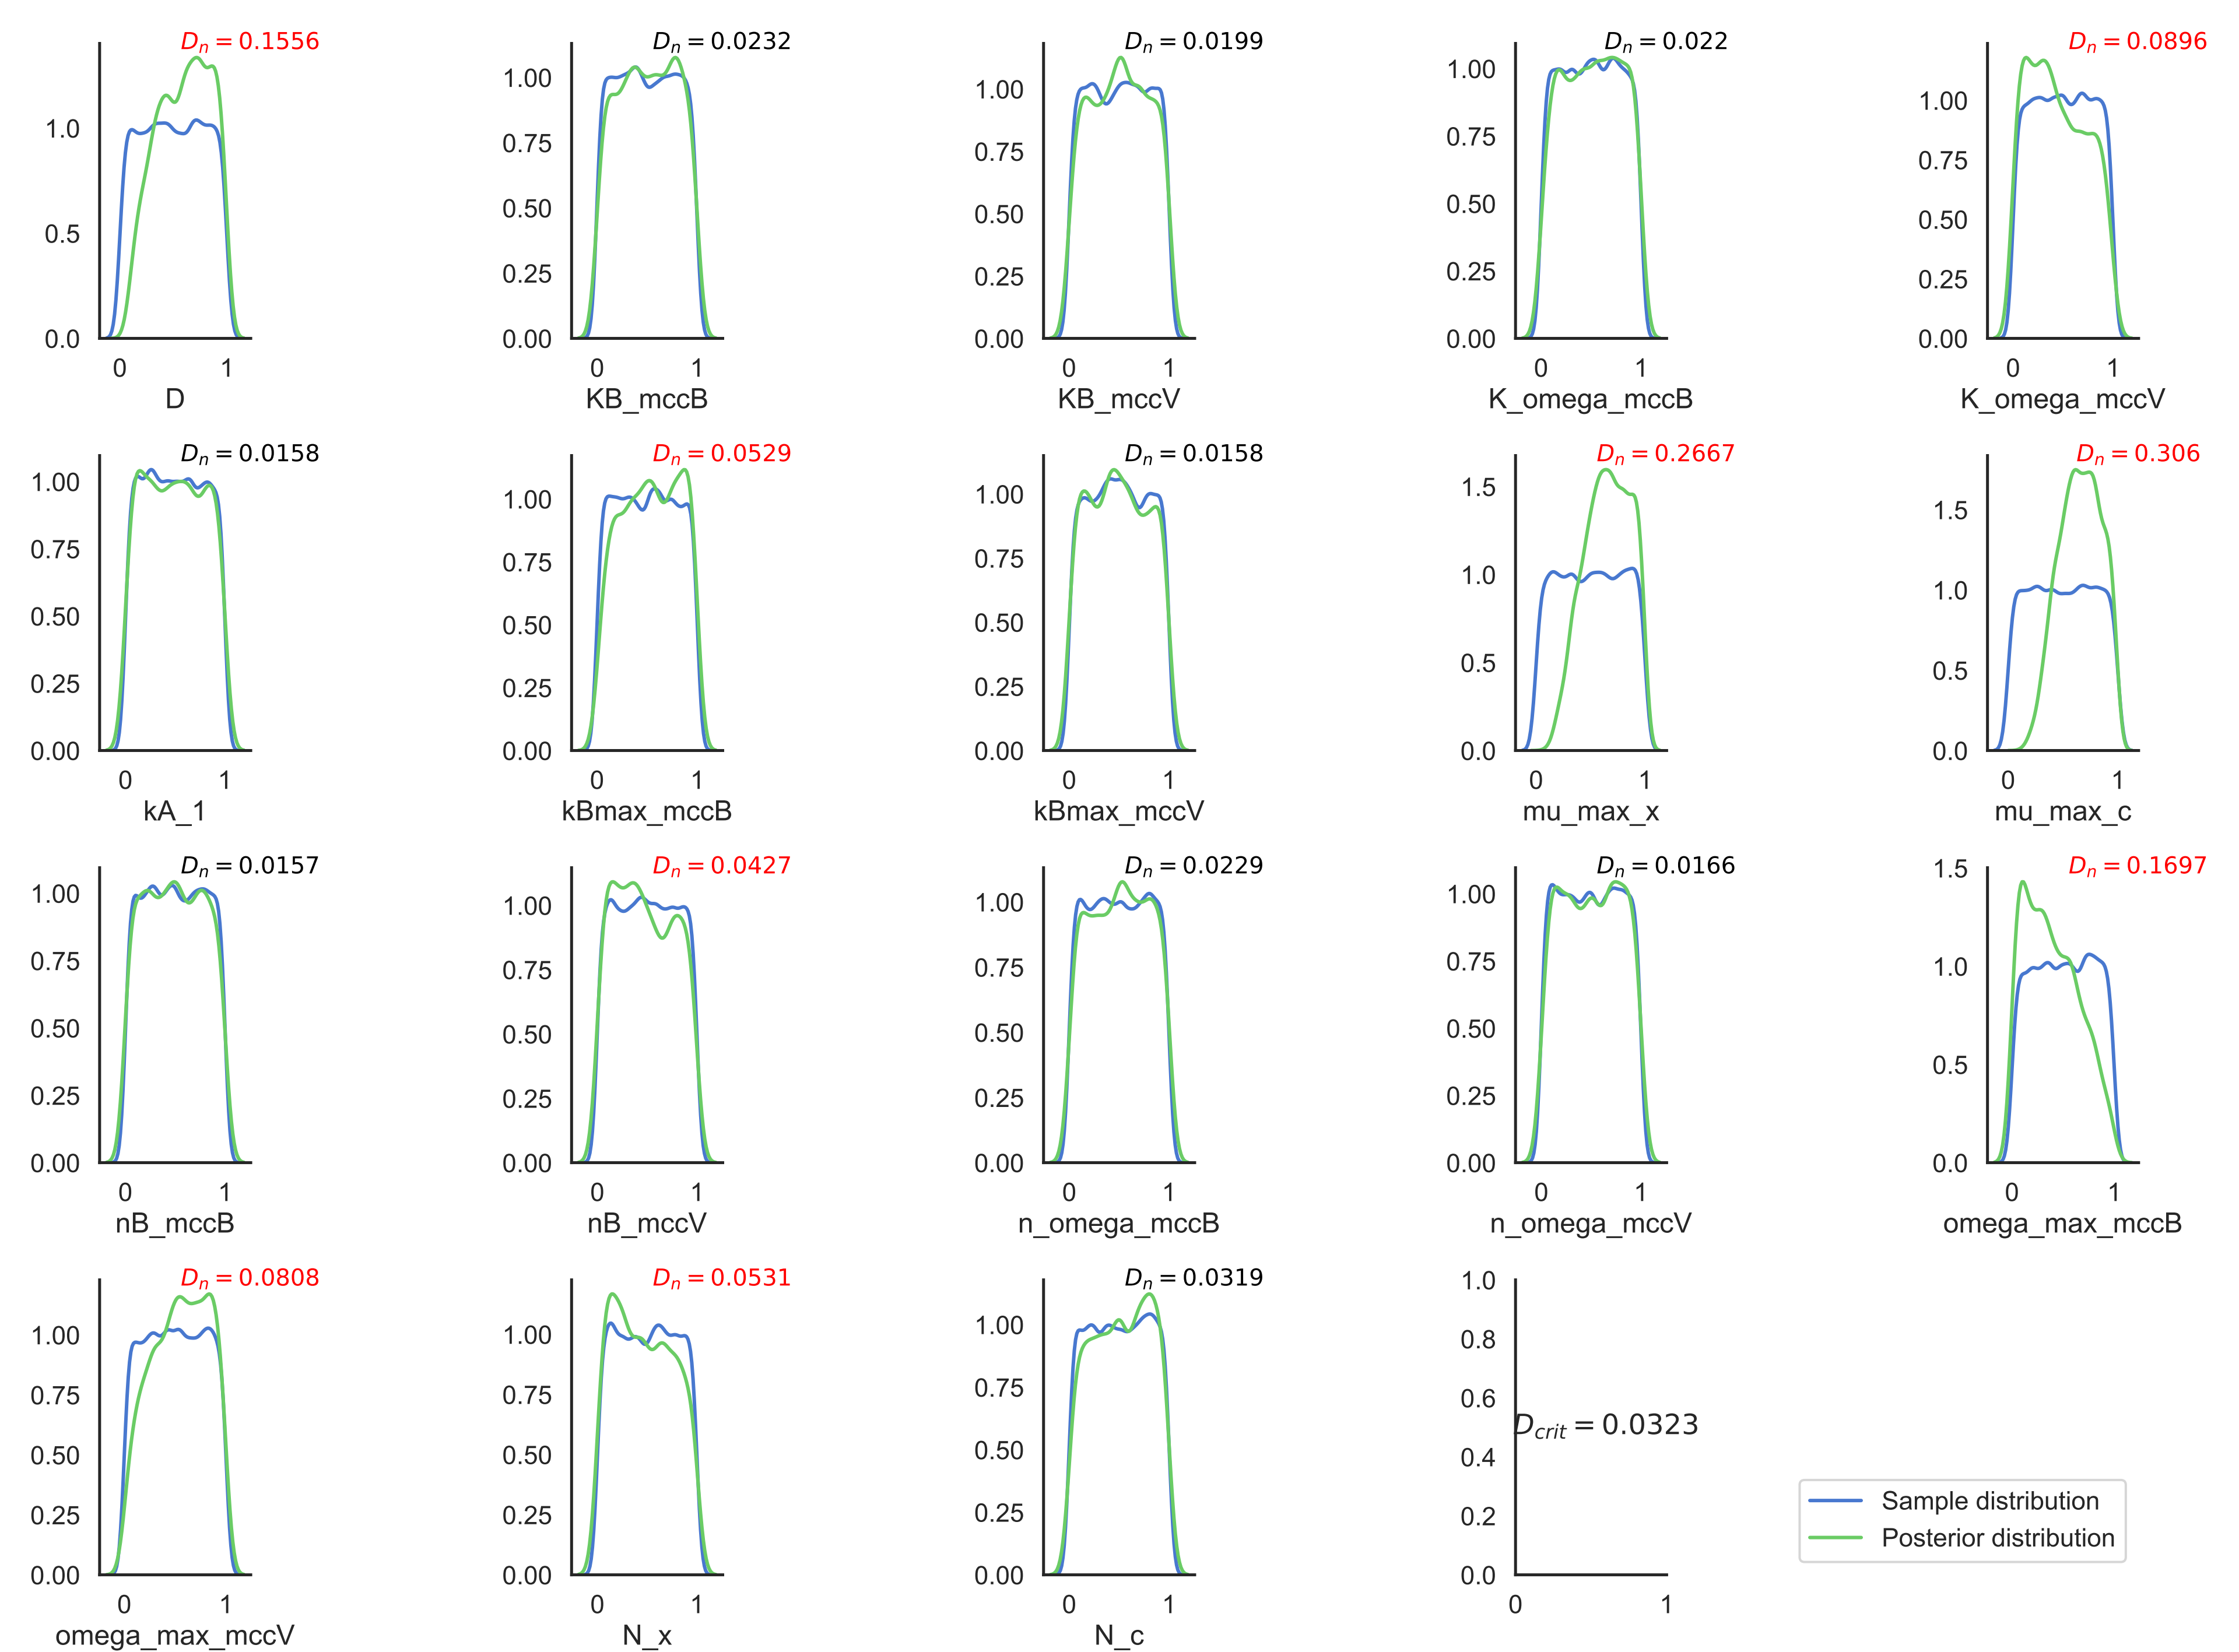 D_n = 0.1556
D_n = 0.0232
D_n = 0.0199
D_n = 0.022
D_n = 0.0896
1.0
0.5
0.0
0 1
D
1.00
0.75
0.50
0.25
0.00
0 1
KB_mccB
1.00
0.75
0.50
0.25
0.00
0 1
KB_mccV
1.00
0.75
0.50
0.25
0.00
0 1
K_omega_mccB
1.00
0.75
0.50
0.25
0.00
0 1
K_omega_mccV
D_n = 0.0158
D_n = 0.0529
D_n = 0.0158
D_n = 0.2667
D_n = 0.306
1.00
0.75
0.50
0.25
0.00
0 1
kA_1
1.00
0.75
0.50
0.25
0.00
0 1
kBmax_mccB
1.00
0.75
0.50
0.25
0.00
0 1
kBmax_mccV
1.5
1.0
0.5
0.0
0 1
mu_max_x
1.5
1.0
0.5
0.0
0 1
mu_max_c
D_n = 0.0157
D_n = 0.0427
D_n = 0.0229
D_n = 0.0166
D_n = 0.1697
1.00
0.75
0.50
0.25
0.00
0 1
nB_mccB
1.00
0.75
0.50
0.25
0.00
0 1
nB_mccV
1.00
0.75
0.50
0.25
0.00
0 1
n_omega_mccB
1.00
0.75
0.50
0.25
0.00
0 1
n_omega_mccV
1.5
1.0
0.5
0.0
0 1
omega_max_mccB
D_n = 0.0808
D_n = 0.0531
D_n = 0.0319
1.00
0.75
0.50
0.25
0.00
0 1
omega_max_mccV
1.00
0.75
0.50
0.25
0.00
0 1
N_x
1.00
0.75
0.50
0.25
0.00
0 1
N_c
1.0
0.8
0.6
D_crit = 0.0323
0.4
0.2
0.0
0 1
Sample distribution
Posterior distribution